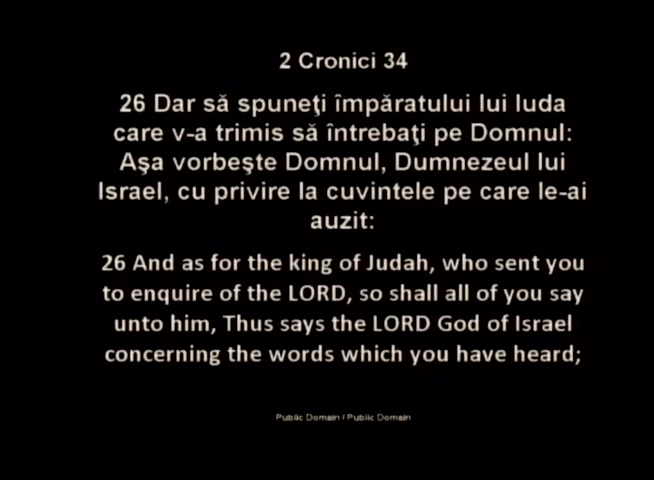 2 Cronici 34
26 Dar să spuneţi împăratului lui Iuda
care v-a trimis să întrebaţi pe Domnul:
Aşa vorbeşte Domnul, Dumnezeul lui
Israel, cu privire la cuvintele pe care le-ai
auzit:
26 And as for the king of Judah, who sent you
to enquire of the LORD, so shall all of you say
unto him, Thus says the LORD God of Israel
concerning the words which you have heard;
Public Domain / Public Domain